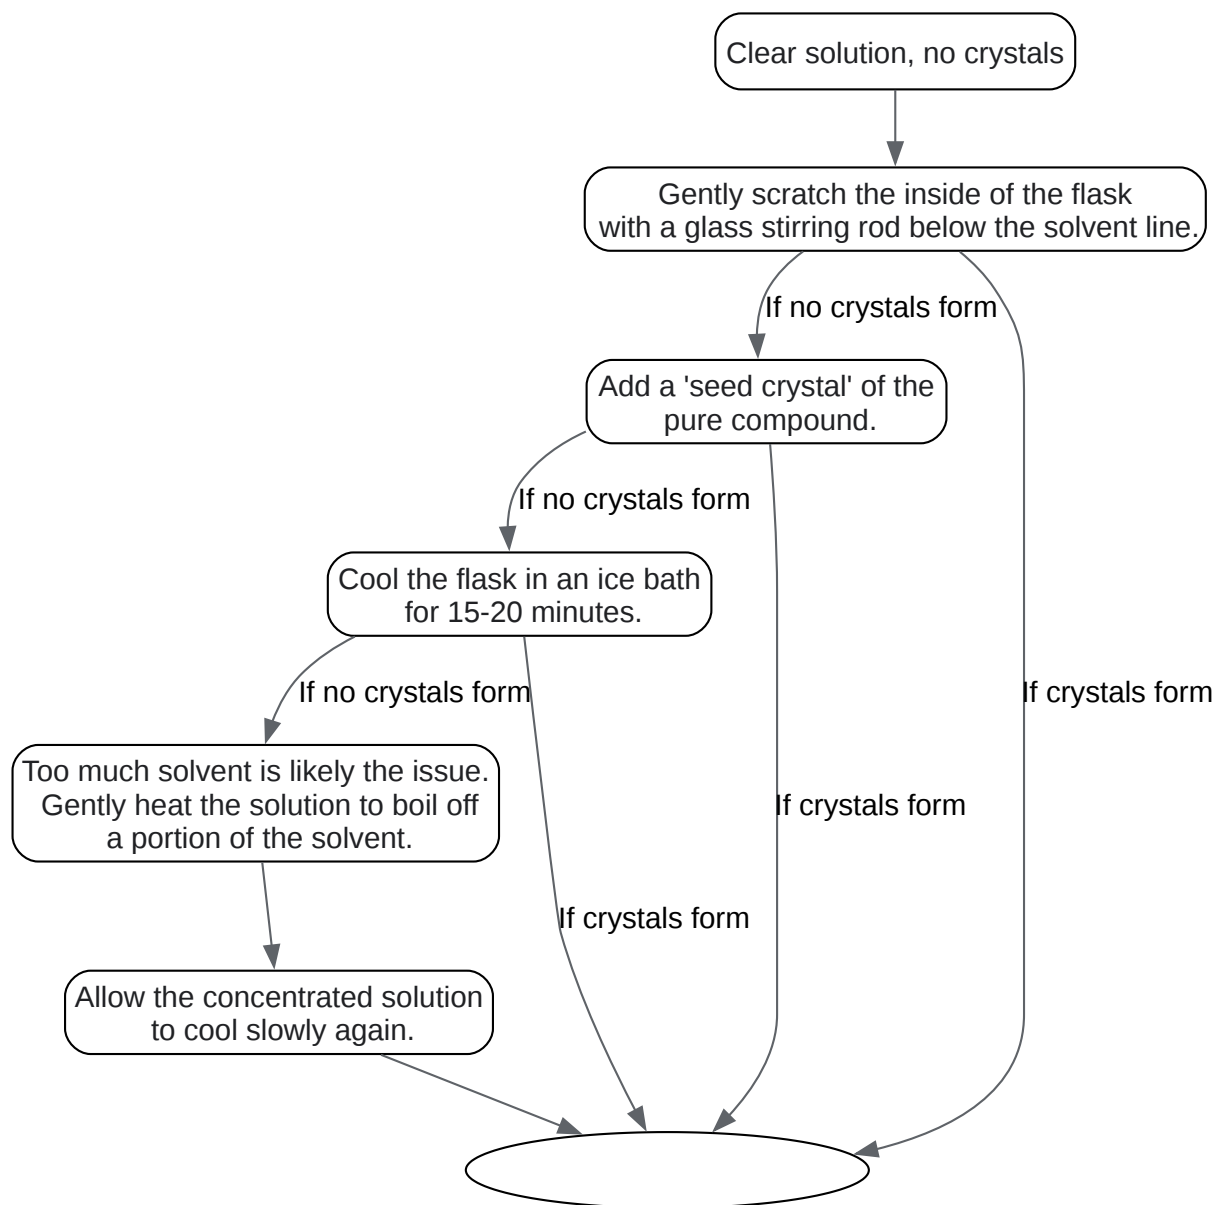 Clear solution, no crystals
Gently scratch the inside of the flask
with a glass stirring rod below the solvent line.
If no crystals form
Add a 'seed crystal' of the
pure compound.
If no crystals form
Cool the flask in an ice bath
for 15-20 minutes.
If no crystals form
If crystals form
Too much solvent is likely the issue.
Gently heat the solution to boil off
a portion of the solvent.
If crystals form
If crystals form
Allow the concentrated solution
to cool slowly again.